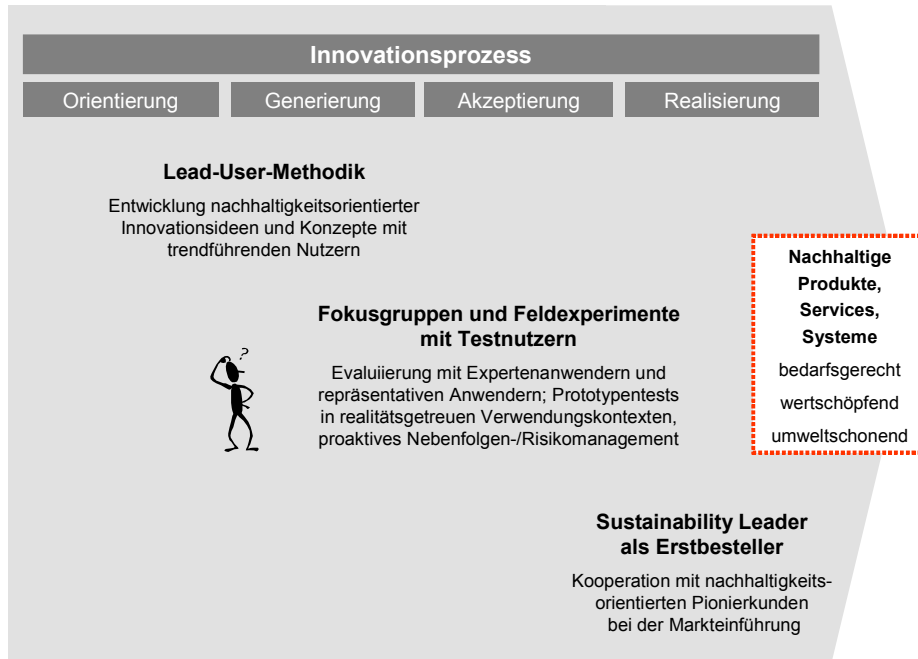 Innovationsprozess
Orientierung Generierung Akzeptierung Realisierung
Lead-User-Methodik
Entwicklung nachhaltigkeitsorientierter
Innovationsideen und Konzepte mit
trendführenden Nutzern
Nachhaltige
Produkte,
Services,
Systeme
bedarfsgerecht
wertschöpfend
umweltschonend
Fokusgruppen und Feldexperimente
mit Testnutzern
?
Evaluiierung mit Expertenanwendern und
repräsentativen Anwendern; Prototypentests
in realitätsgetreuen Verwendungskontexten,
proaktives Nebenfolgen-/Risikomanagement
Sustainability Leader
als Erstbesteller
Kooperation mit nachhaltigkeits-
orientierten Pionierkunden
bei der Markteinführung